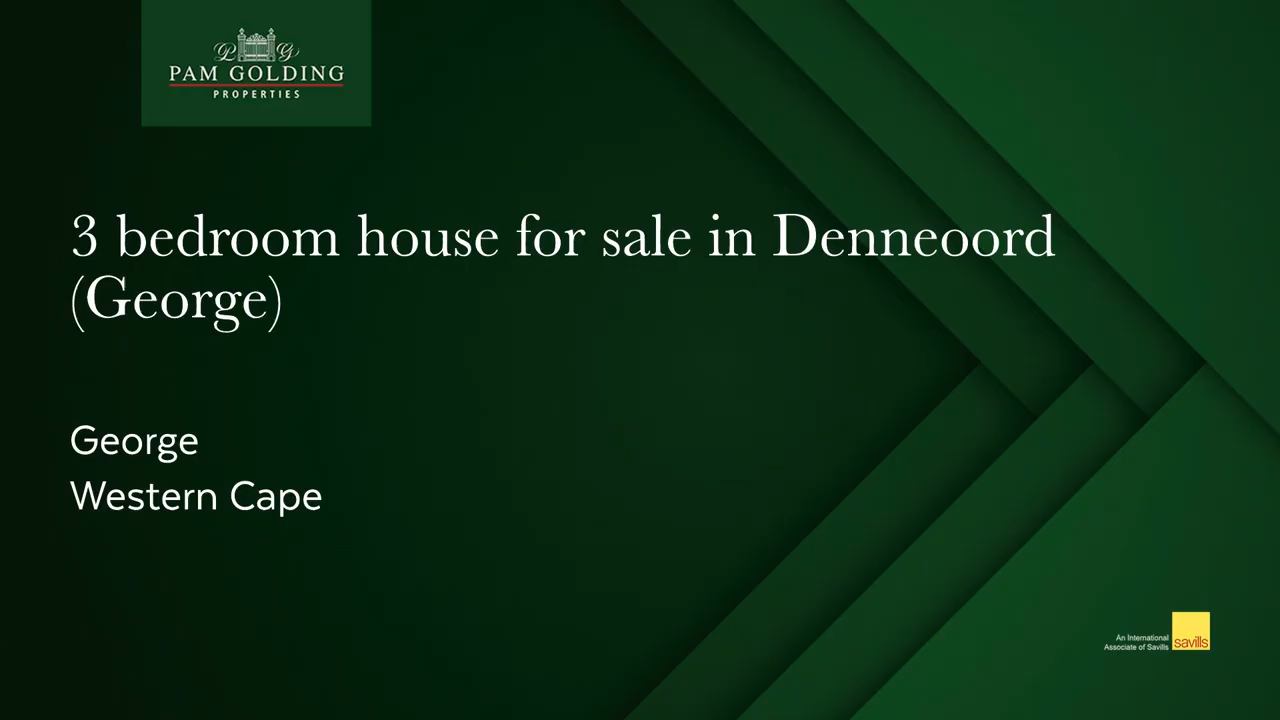 PG
PAM GOLDING
PROPERTIES
3 bedroom house for sale in Denneoord
(George)
George
Western Cape
An International
Associate of Savills
savills